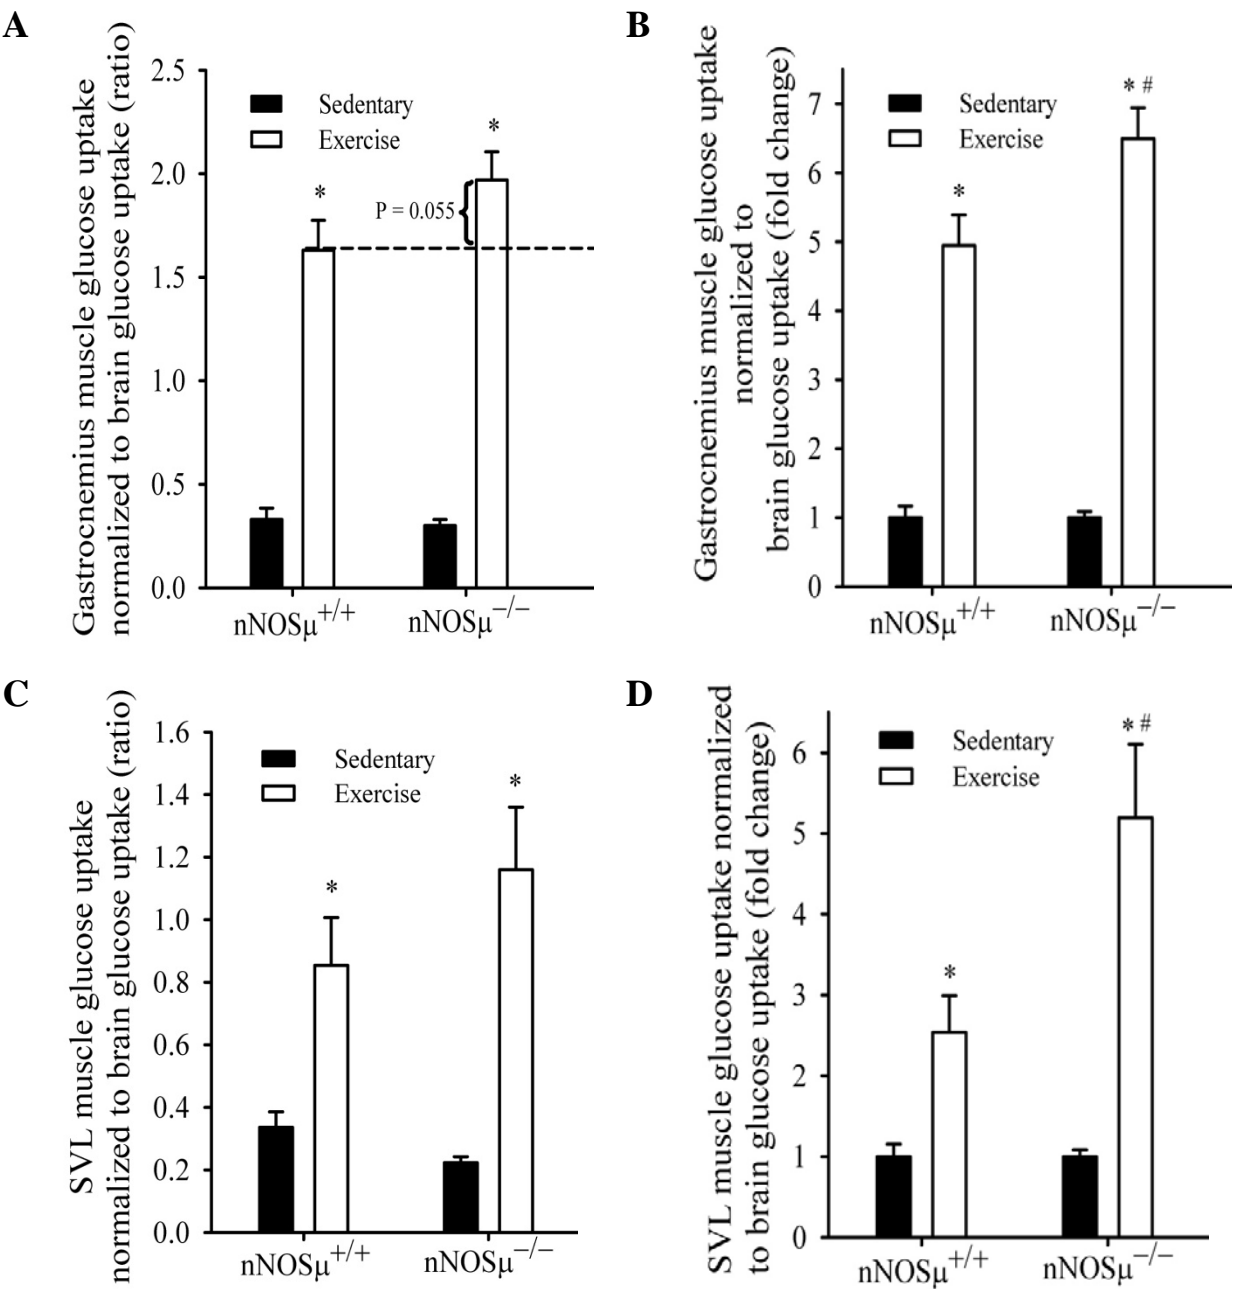 A
Gastrocnemius muscle glucose uptake
normalized to brain glucose uptake (ratio)
2.5
2.0
1.5
1.0
0.5
0.0
Sedentary
Exercise
*
*
P = 0.055
nNOSμ+/+
nNOSμ−/−
B
Gastrocnemius muscle glucose uptake
normalized to
brain glucose uptake (fold change)
7
6
5
4
3
2
1
0
Sedentary
Exercise
*
* #
nNOSμ+/+
nNOSμ−/−
C
SVL muscle glucose uptake
normalized to brain glucose uptake (ratio)
1.6
1.4
1.2
1.0
0.8
0.6
0.4
0.2
0.0
Sedentary
Exercise
*
*
nNOSμ+/+
nNOSμ−/−
D
SVL muscle glucose uptake normalized
to brain glucose uptake (fold change)
6
5
4
3
2
1
0
Sedentary
Exercise
*
* #
nNOSμ+/+
nNOSμ−/−